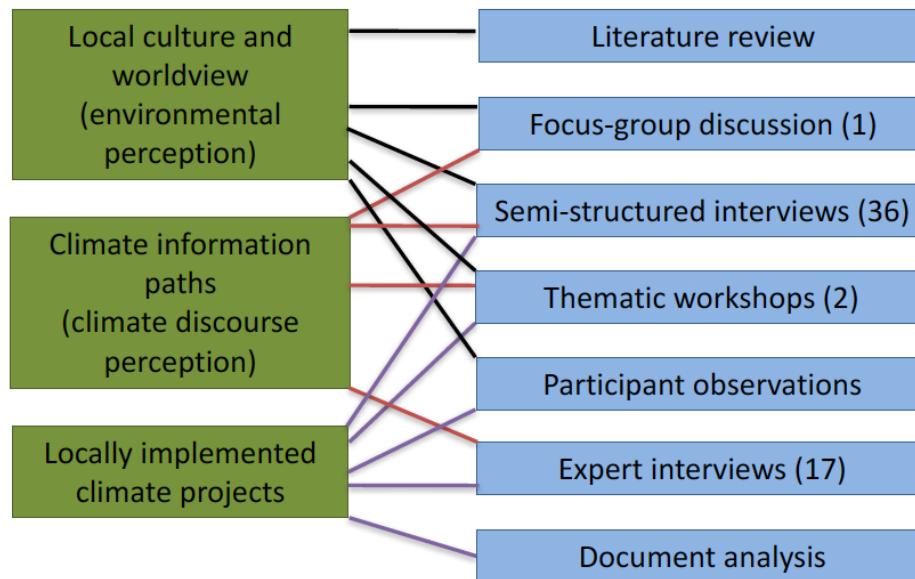 Local culture and
worldview
(environmental
perception)
Climate information
paths
(climate discourse
perception)
Locally implemented
climate projects
Literature review
Focus-group discussion (1)
Semi-structured interviews (36)
Thematic workshops (2)
Participant observations
Expert interviews (17)
Document analysis